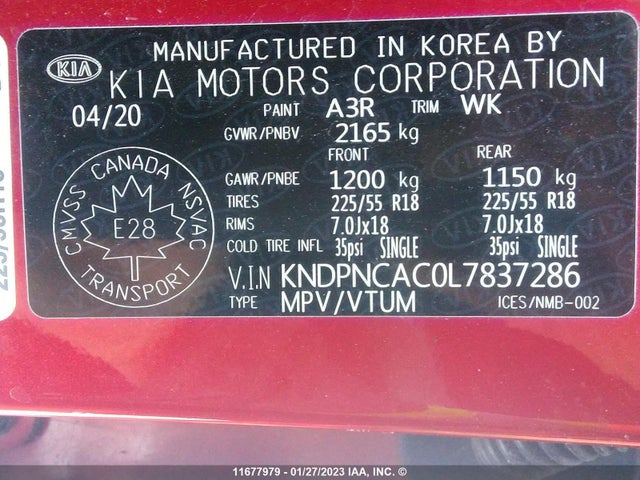 MANUFACTURED IN KOREA BY
KIA
KIA MOTORS CORPORATION
04/20 PAINT A3R TRIM WK
GVWR/PNBV 2165 kg
FRONT REAR
GAWR/PNBE 1200 kg 1150 kg
TIRES 225/55 R18 225/55 R18
RIMS 7.0Jx18 7.0Jx18
COLD TIRE INFL 35psi SINGLE 35psi SINGLE
V.I.N KNDPNCAC0L7837286
TYPE MPV/VTUM ICES/NMB-002
CMVSS CANADA NSVAC
E28
TRANSPORT
11677979 - 01/27/2023 IAA, INC. ©